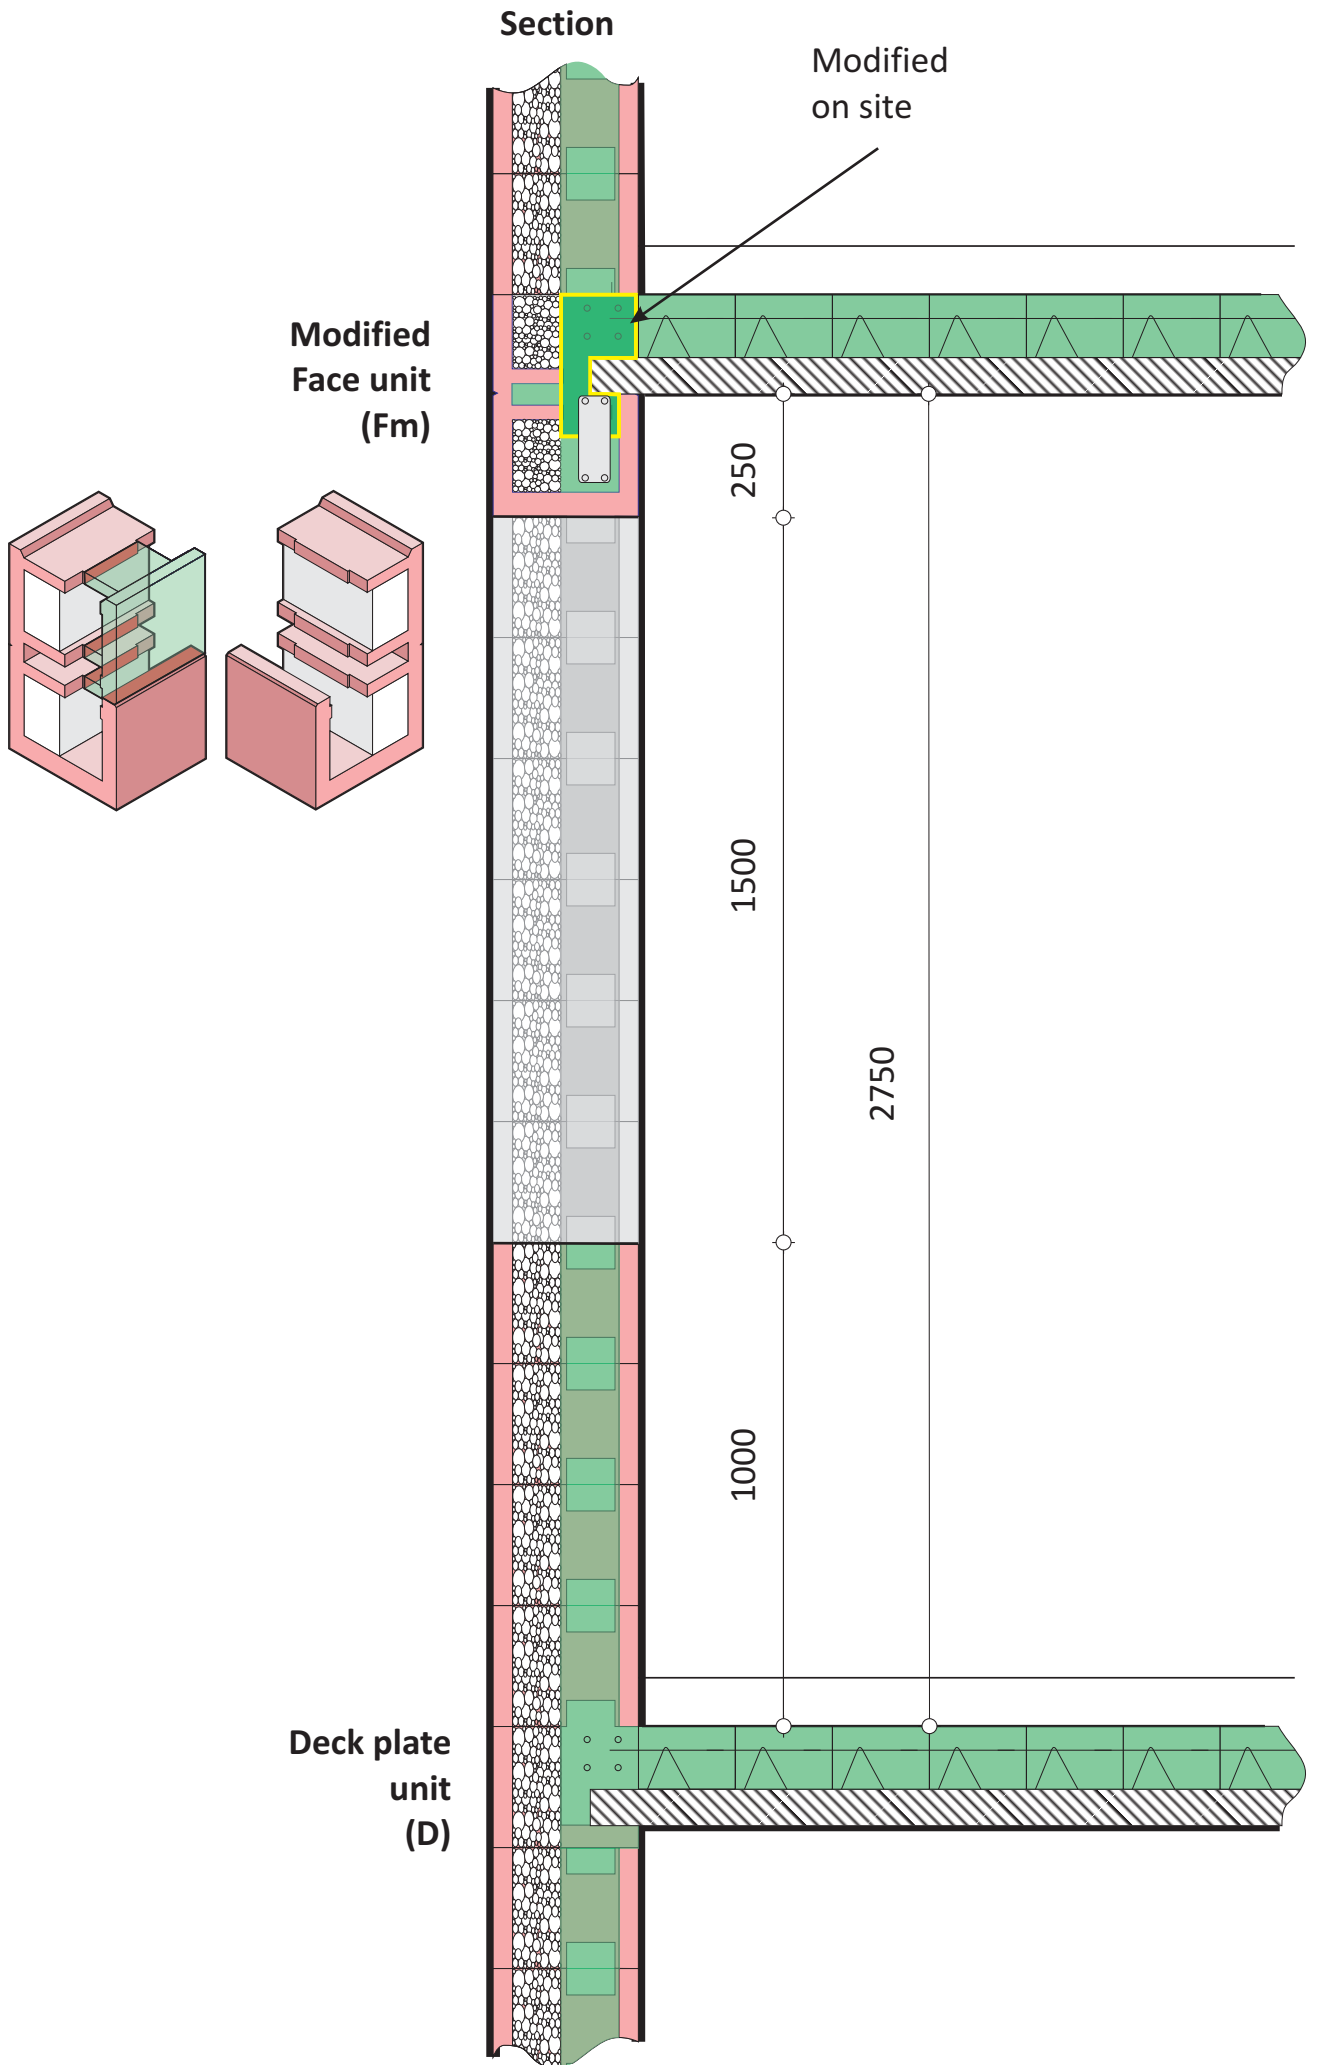 Section
Modified
on site
Modified
Face unit
(Fm)
250
1500
2750
1000
Deck plate
unit
(D)